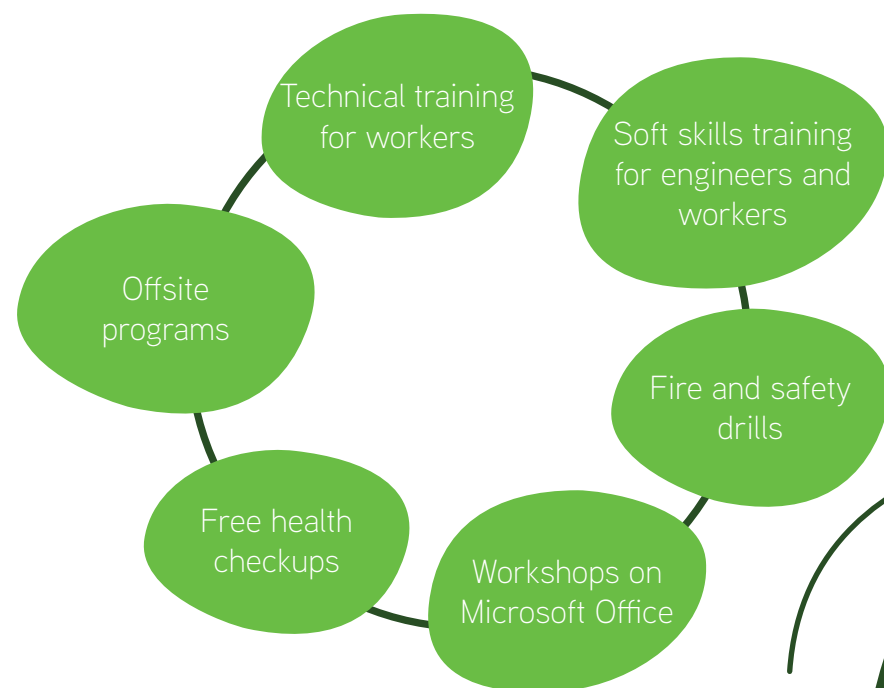 Technical training
for workers
Soft skills training
for engineers and
workers
Offsite
programs
Fire and safety
drills
Free health
checkups
Workshops on
Microsoft Office